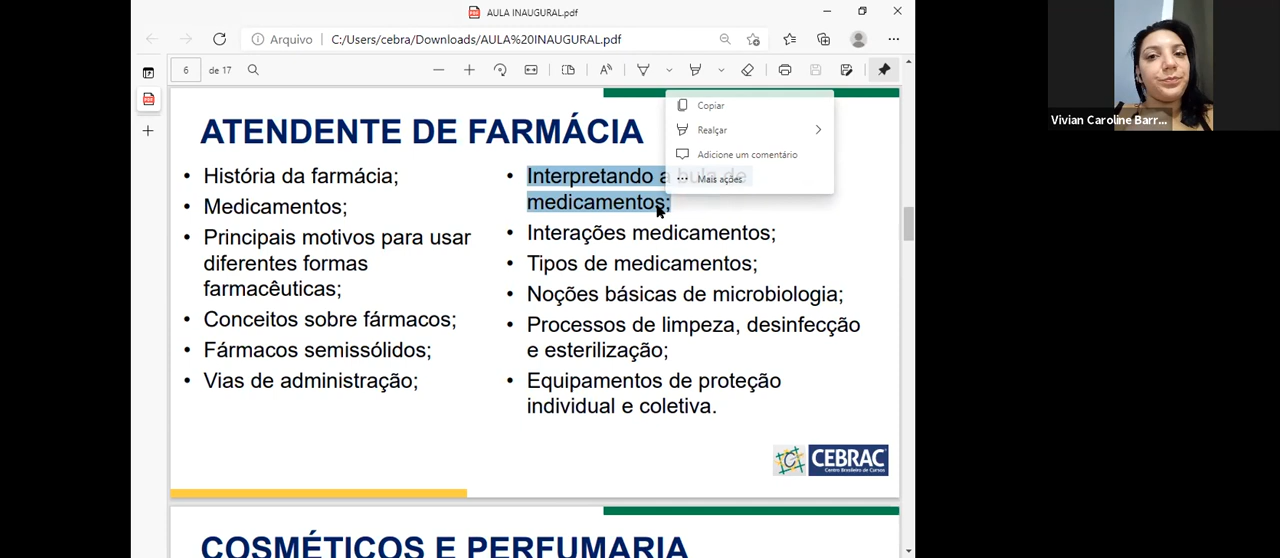 AULA INAUGURAL.pdf
Arquivo
C:/Users/cebra/Downloads/AULA%20INAUGURAL.pdf
6
de 17
Copiar
Realçar
Adicione um comentário
Mais ações
ATENDENTE DE FARMÁCIA
• História da farmácia;
• Medicamentos;
• Principais motivos para usar
diferentes formas
farmacêuticas;
• Conceitos sobre fármacos;
• Fármacos semissólidos;
• Vias de administração;
• Interpretando a bula de
medicamentos;
• Interações medicamentos;
• Tipos de medicamentos;
• Noções básicas de microbiologia;
• Processos de limpeza, desinfecção
e esterilização;
• Equipamentos de proteção
individual e coletiva.
CEBRAC
Centro Brasileiro de Cursos
COSMÉTICOS E PERFUMARIA
Vivian Caroline Barr...